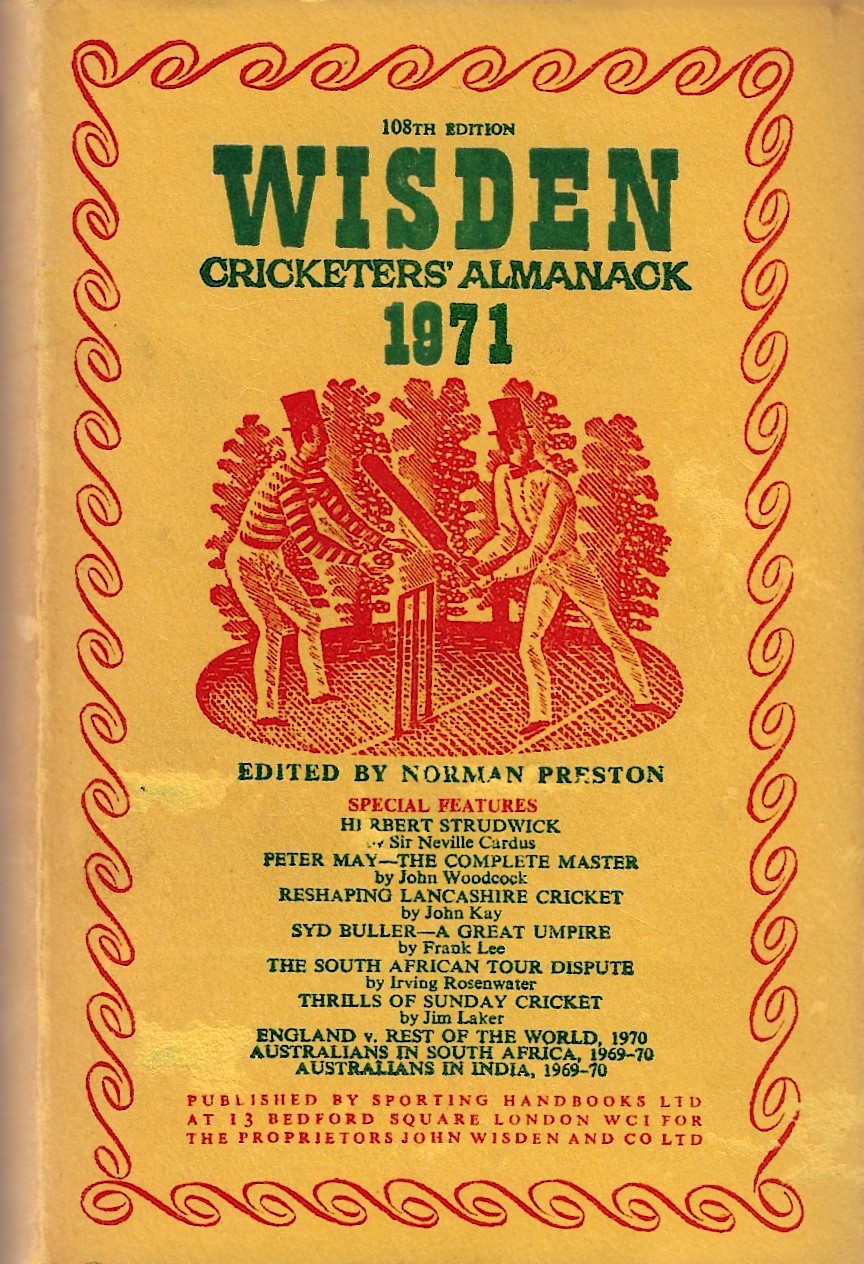 108TH EDITION
WISDEN
CRICKETERS' ALMANACK
1971
EDITED BY NORMAN PRESTON
SPECIAL FEATURES
HERBERT STRUDWICK
by Sir Neville Cardus
PETER MAY—THE COMPLETE MASTER
by John Woodcock
RESHAPING LANCASHIRE CRICKET
by John Kay
SYD BULLER—A GREAT UMPIRE
by Frank Lee
THE SOUTH AFRICAN TOUR DISPUTE
by Irving Rosenwater
THRILLS OF SUNDAY CRICKET
by Jim Laker
ENGLAND v. REST OF THE WORLD, 1970
AUSTRALIANS IN SOUTH AFRICA, 1969-70
AUSTRALIANS IN INDIA, 1969-70
PUBLISHED BY SPORTING HANDBOOKS LTD
AT 13 BEDFORD SQUARE LONDON WC1 FOR
THE PROPRIETORS JOHN WISDEN AND CO LTD